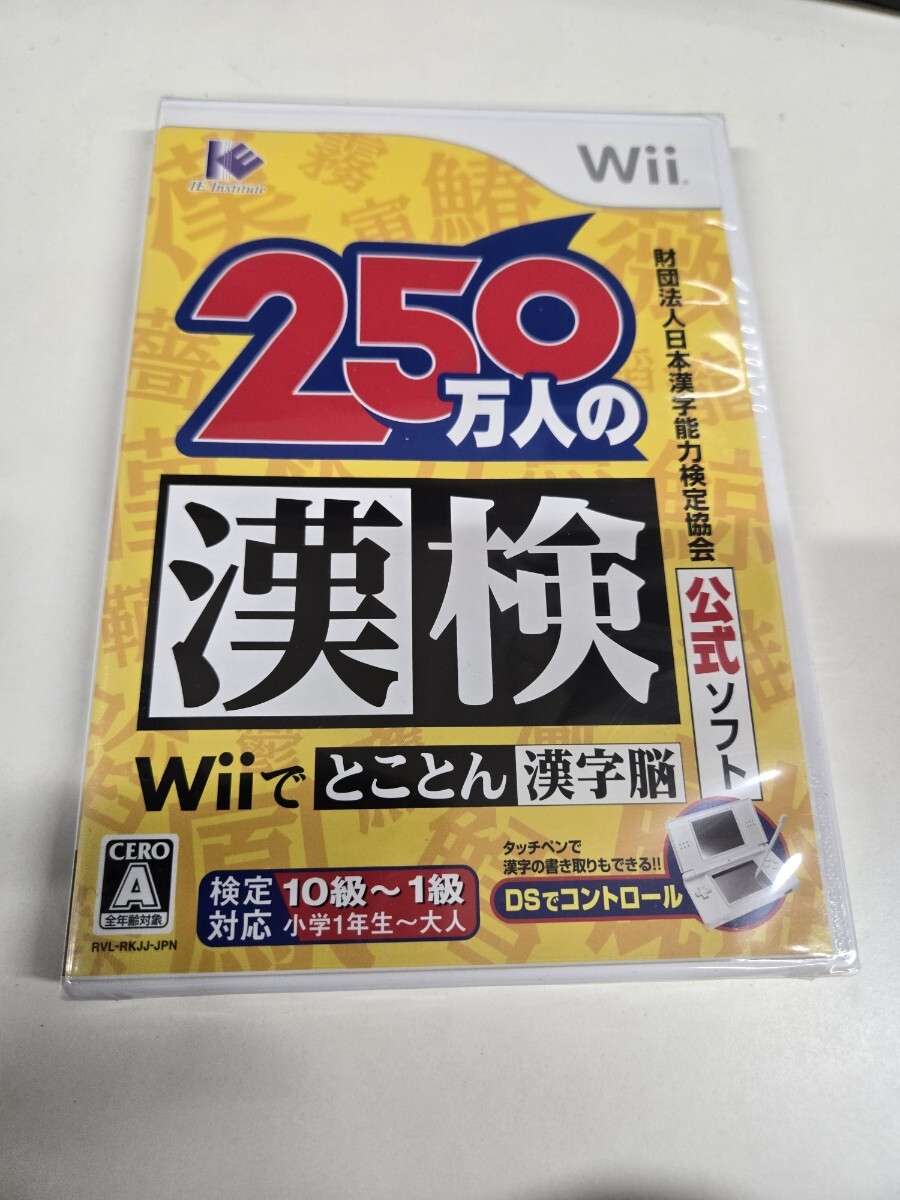 IE Institute
Wii
250
万人の
漢検
財団法人日本漢字能力検定協会
公式ソフト
Wiiでとことん漢字脳
CERO
A
全年齢対象
RVL-RKJJ-JPN
検定対応
10級～1級
小学1年生～大人
タッチペンで
漢字の書き取りもできる!!
DSでコントロール